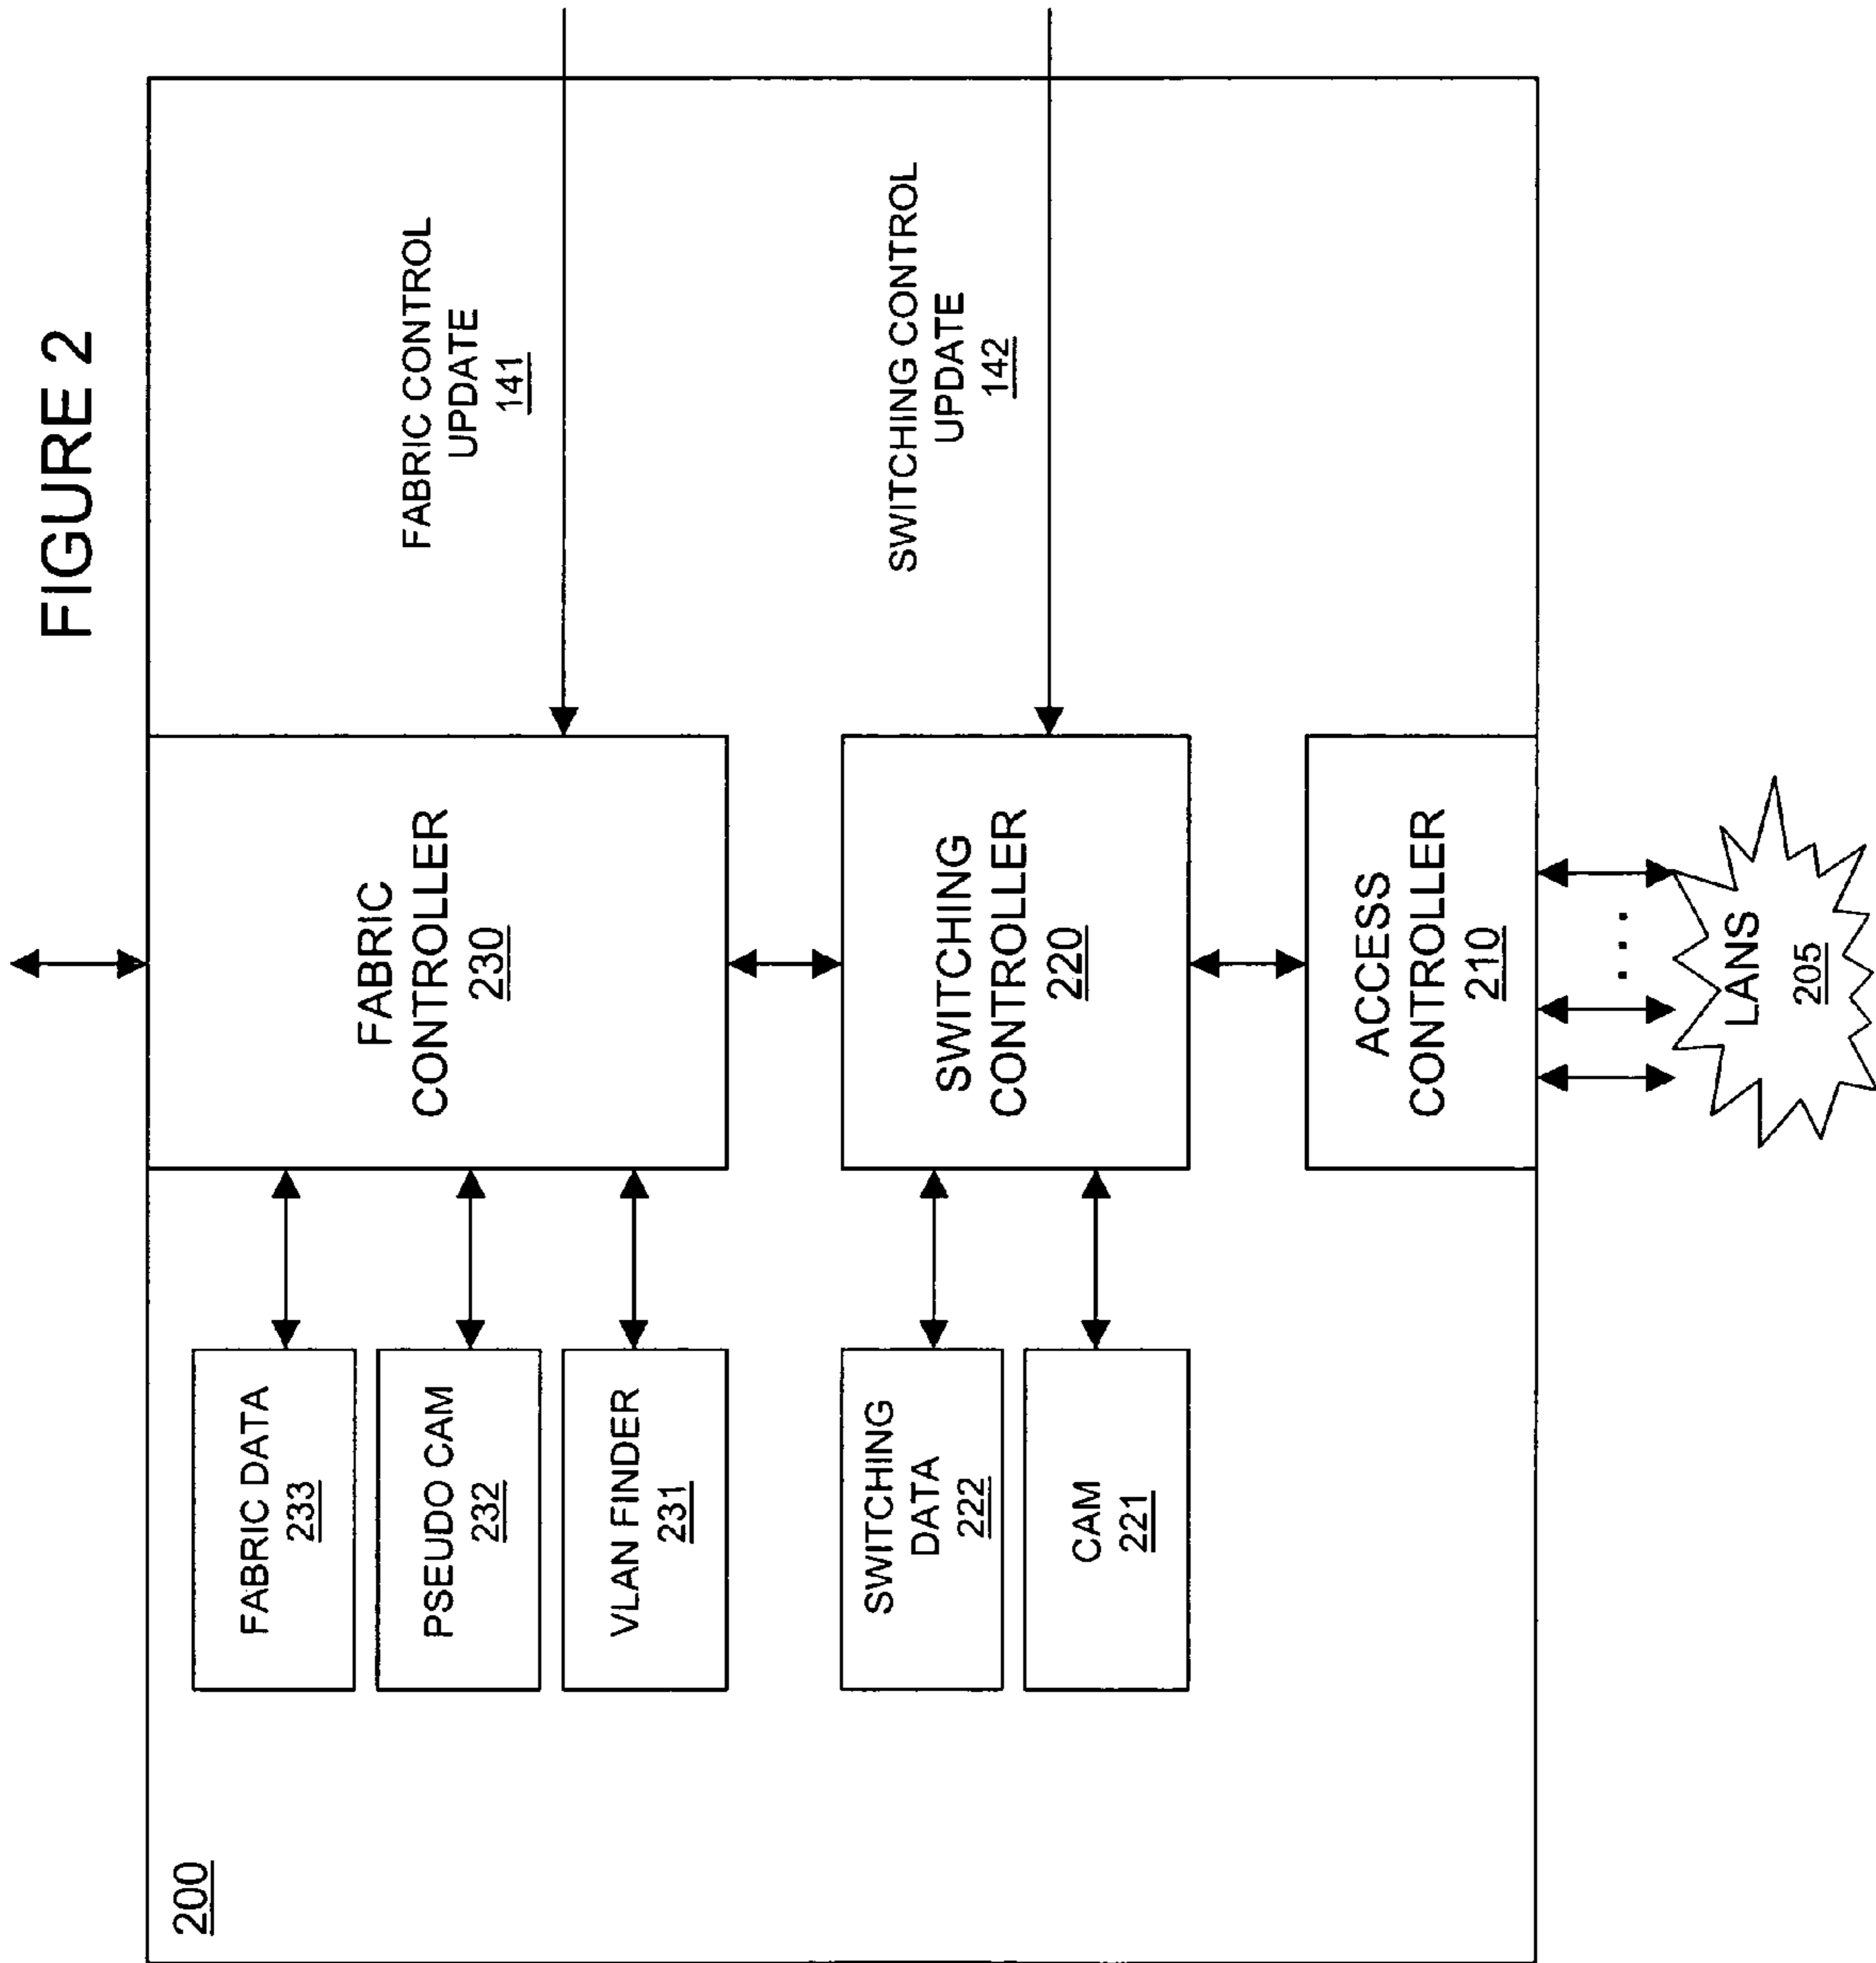 FIGURE 2
200
FABRIC DATA
233
PSEUDO CAM
232
VLAN FINDER
231
SWITCHING
DATA
222
CAM
221
FABRIC
CONTROLLER
230
SWITCHING
CONTROLLER
220
ACCESS
CONTROLLER
210
LANS
205
...
FABRIC CONTROL
UPDATE
141
SWITCHING CONTROL
UPDATE
142